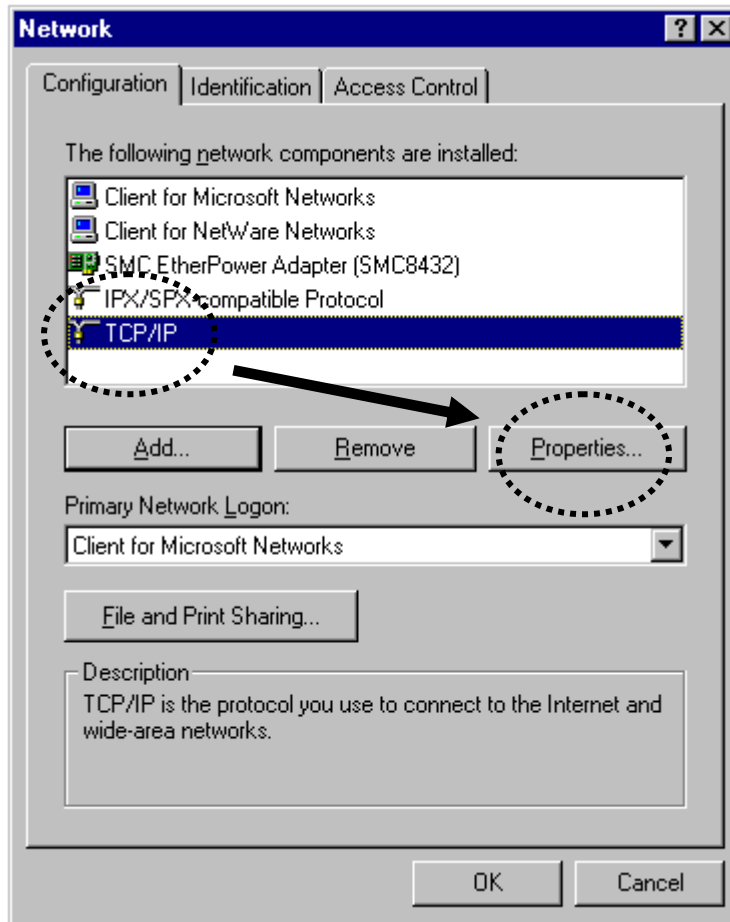 Network
Configuration Identification Access Control
The following network components are installed:
Client for Microsoft Networks
Client for NetWare Networks
SMC EtherPower Adapter (SMC8432)
IPX/SPX-compatible Protocol
TCP/IP
Add... Remove Properties...
Primary Network Logon:
Client for Microsoft Networks
File and Print Sharing...
Description
TCP/IP is the protocol you use to connect to the Internet and
wide-area networks.
OK Cancel